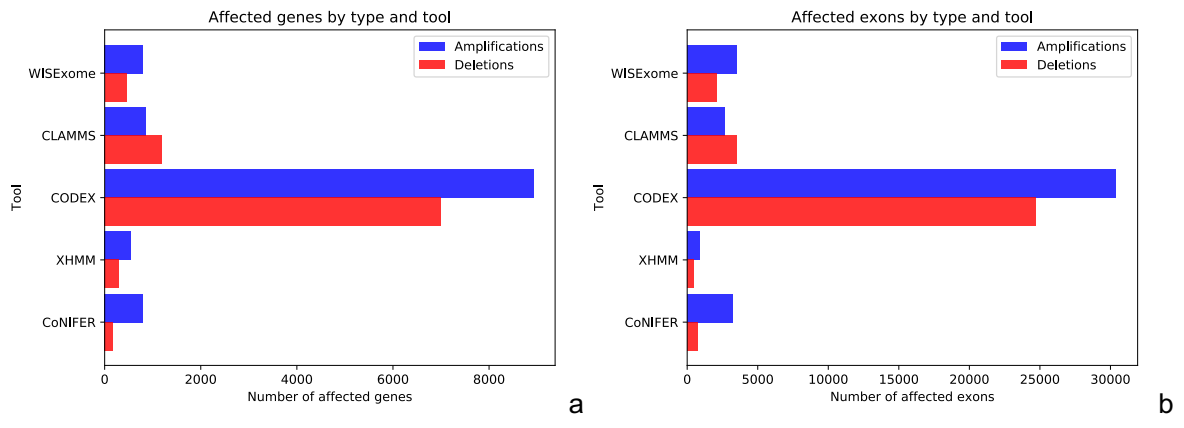 Affected genes by type and tool
Amplifications
Deletions
WISExome
CLAMMS
CODEX
XHMM
CoNIFER
Tool
0 2000 4000 6000 8000
Number of affected genes
a
Affected exons by type and tool
Amplifications
Deletions
WISExome
CLAMMS
CODEX
XHMM
CoNIFER
Tool
0 5000 10000 15000 20000 25000 30000
Number of affected exons
b